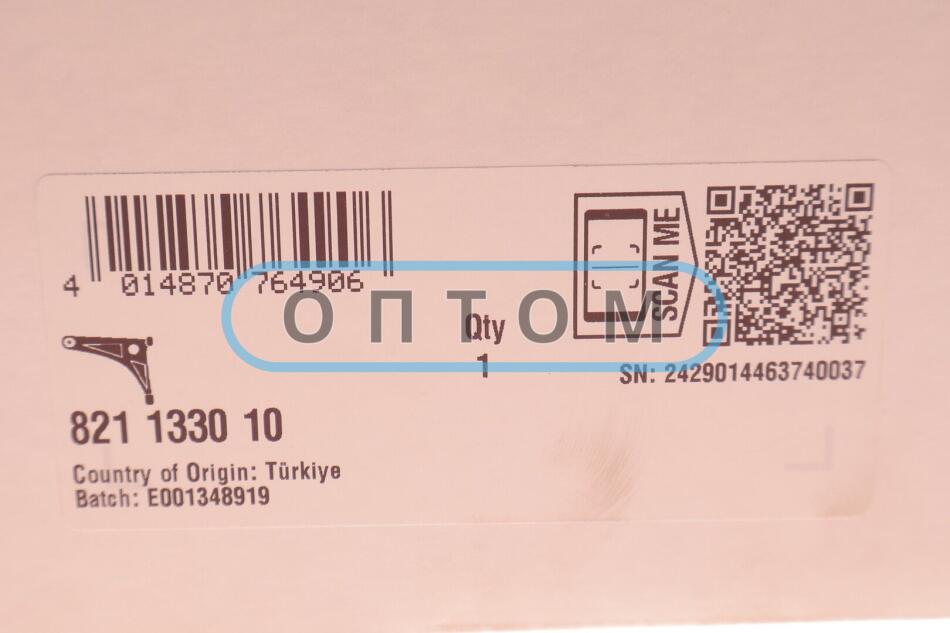 4 014870 764906
SCAN ME
ОПТОМ
Qty
1
SN: 2429014463740037
821 1330 10
Country of Origin: Türkiye
Batch: E001348919